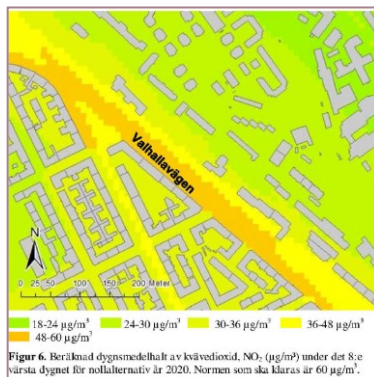 Valhallavägen
N
0 25 50 100 150 200 Meter
18-24 µg/m³ 24-30 µg/m³ 30-36 µg/m³ 36-48 µg/m³
48-60 µg/m³
Figur 6. Beräknad dygnsmedelhalt av kvävedioxid, NO₂ (µg/m³) under det 8:e
värsta dygnet för nollalternativ år 2020. Normen som ska klaras är 60 µg/m³.